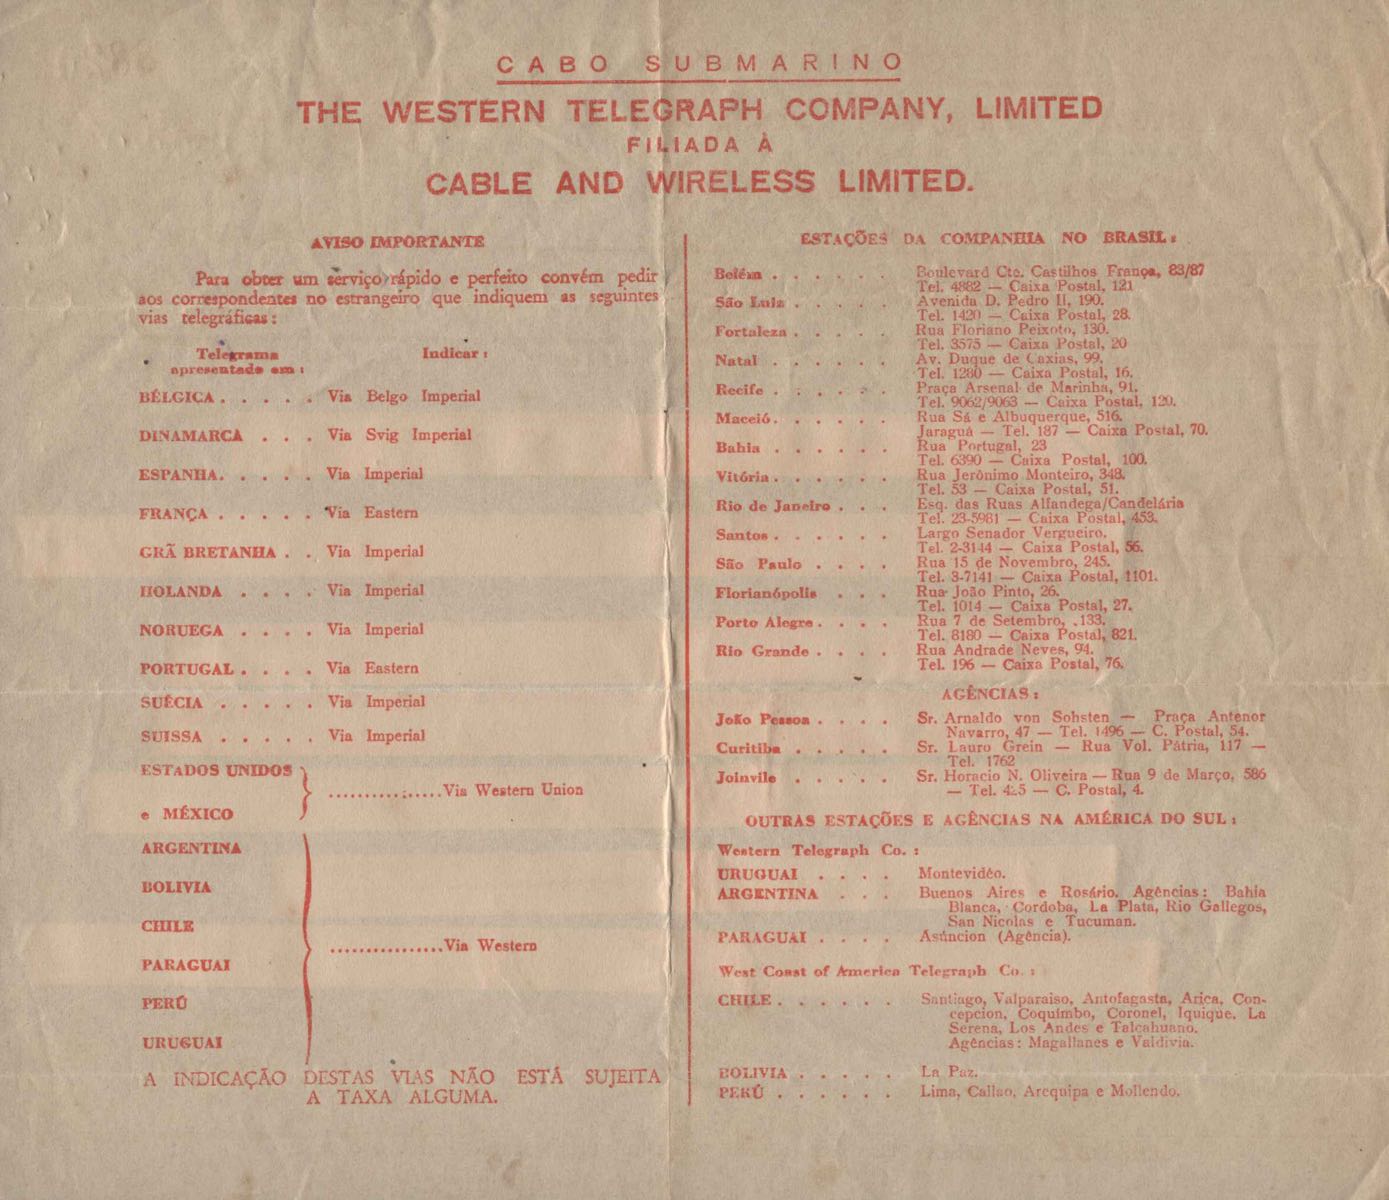 CABO SUBMARINO
THE WESTERN TELEGRAPH COMPANY, LIMITED
FILIADA À
CABLE AND WIRELESS LIMITED.
AVISO IMPORTANTE
Para obter um serviço rápido e perfeito convém pedir
aos correspondentes no estrangeiro que indiquem as seguintes
vias telegráficas:
Telegrama
apresentado em:
Indicar:
BÉLGICA . . . . . Via Belgo Imperial
DINAMARCA . . . Via Svig Imperial
ESPANHA. . . . . Via Imperial
FRANÇA . . . . . Via Eastern
GRÃ BRETANHA . . Via Imperial
HOLANDA . . . . Via Imperial
NORUEGA . . . . Via Imperial
PORTUGAL . . . . Via Eastern
SUÉCIA . . . . . Via Imperial
SUISSA . . . . . Via Imperial
ESTADOS UNIDOS
e MÉXICO
....................Via Western Union
ARGENTINA
BOLIVIA
CHILE
PARAGUAI
PERÚ
URUGUAI
....................Via Western
A INDICAÇÃO DESTAS VIAS NÃO ESTÁ SUJEITA
A TAXA ALGUMA.
ESTAÇÕES DA COMPANHIA NO BRASIL:
Belém . . . . . . Boulevard Cte. Castilhos França, 83/87
Tel. 4882 — Caixa Postal, 121
São Luiz . . . . . Avenida D. Pedro II, 190.
Tel. 1420 — Caixa Postal, 28.
Fortaleza . . . . . Rua Floriano Peixoto, 130.
Tel. 3575 — Caixa Postal, 20
Natal . . . . . . Av. Duque de Caxias, 99.
Tel. 1280 — Caixa Postal, 16.
Recife . . . . . . Praça Arsenal de Marinha, 91.
Tel. 9062/9063 — Caixa Postal, 120.
Maceió. . . . . . Rua Sá e Albuquerque, 516.
Jaraguá — Tel. 187 — Caixa Postal, 70.
Bahia . . . . . . Rua Portugal, 23
Tel. 6390 — Caixa Postal, 100.
Vitória . . . . . . Rua Jerônimo Monteiro, 348.
Tel. 53 — Caixa Postal, 51.
Rio de Janeiro . . . Esq. das Ruas Alfandega/Candelária
Tel. 23-5981 — Caixa Postal, 453.
Santos . . . . . . Largo Senador Vergueiro.
Tel. 2-3144 — Caixa Postal, 56.
São Paulo . . . . Rua 15 de Novembro, 245.
Tel. 3-7141 — Caixa Postal, 1101.
Florianópolis . . . Rua João Pinto, 26.
Tel. 1014 — Caixa Postal, 27.
Porto Alegre . . . . Rua 7 de Setembro, 133.
Tel. 8180 — Caixa Postal, 821.
Rio Grande . . . . Rua Andrade Neves, 94.
Tel. 196 — Caixa Postal, 76.
AGÊNCIAS:
João Pessoa . . . . Sr. Arnaldo von Sohsten — Praça Antenor
Navarro, 47 — Tel. 1496 — C. Postal, 54.
Curitiba . . . . . Sr. Lauro Grein — Rua Vol. Pátria, 117 —
Tel. 1762
Joinvile . . . . . Sr. Horacio N. Oliveira — Rua 9 de Março, 586
— Tel. 425 — C. Postal, 4.
OUTRAS ESTAÇÕES E AGÊNCIAS NA AMÉRICA DO SUL:
Western Telegraph Co. :
URUGUAI . . . . Montevidéo.
ARGENTINA . . . Buenos Aires e Rosário. Agências: Bahia
Blanca, Cordoba, La Plata, Rio Gallegos,
San Nicolas e Tucuman.
PARAGUAI . . . . Asúncion (Agência).
West Coast of America Telegraph Co. :
CHILE . . . . . . Santiago, Valparaiso, Antofagasta, Arica, Con-
cepcion, Coquimbo, Coronel, Iquique, La
Serena, Los Andes e Talcahuano.
Agências: Magallanes e Valdivia.
BOLIVIA . . . . . La Paz.
PERÚ . . . . . . Lima, Callao, Arequipa e Mollendo.